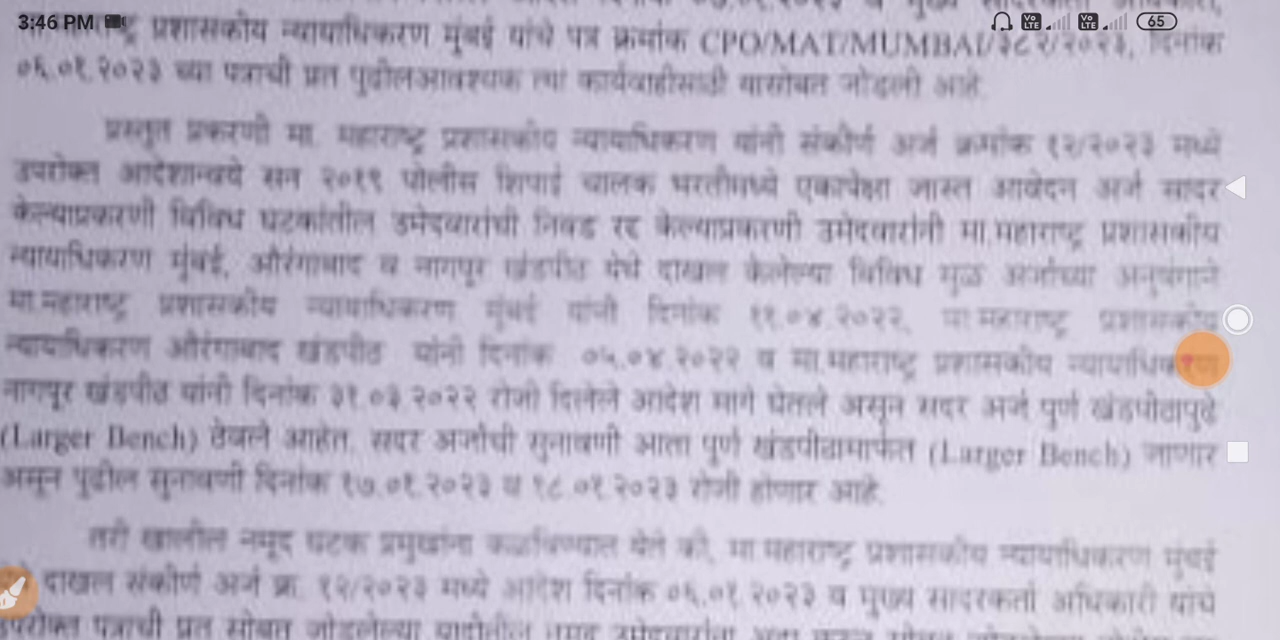 3:46 PM
65
प्रशासकीय न्यायाधिकरण मुंबई यांचे पत्र क्रमांक CPO/MAT/MUMBAI/३८२/२०२३, दिनांक
०६.०१.२०२३ च्या पत्राची प्रत पुढीलआवश्यक त्या कार्यवाहीसाठी यासोबत जोडली आहे.
प्रस्तुत प्रकरणी मा. महाराष्ट्र प्रशासकीय न्यायाधिकरण यांनी संकीर्ण अर्ज क्रमांक १२/२०२३ मध्ये
उपरोक्त आदेशान्वये सन २०१९ पोलीस शिपाई चालक भरतीमध्ये एकापेक्षा जास्त आवेदन अर्ज सादर
केल्याप्रकरणी विविध घटकांतील उमेदवारांची निवड रद्द केल्याप्रकरणी उमेदवारांनी मा.महाराष्ट्र प्रशासकीय
न्यायाधिकरण मुंबई, औरंगाबाद व नागपूर खंडपीठ येथे दाखल केलेल्या विविध मुळ अर्जाच्या अनुषंगाने
मा.महाराष्ट्र प्रशासकीय न्यायाधिकरण मुंबई यांनी दिनांक ११.०४.२०२२, मा.महाराष्ट्र प्रशासकीय
न्यायाधिकरण औरंगाबाद खंडपीठ यांनी दिनांक ०५.०४.२०२२ व मा.महाराष्ट्र प्रशासकीय न्यायाधिकरण
नागपूर खंडपीठ यांनी दिनांक ३१.०३.२०२२ रोजी दिलेले आदेश मागे घेतले असून सदर अर्ज पुर्ण खंडपीठापुढे
(Larger Bench) ठेवले आहेत. सदर अर्जाची सुनावणी आता पुर्ण खंडपीठामार्फत (Larger Bench) जाणार
असून पुढील सुनावणी दिनांक १७.०१.२०२३ व १८.०१.२०२३ रोजी होणार आहे.
तरी खालील नमूद घटक प्रमुखांना कळविण्यात येते की, मा.महाराष्ट्र प्रशासकीय न्यायाधिकरण मुंबई
दाखल संकीर्ण अर्ज क्र. १२/२०२३ मध्ये आदेश दिनांक ०६.०१.२०२३ व मुख्य सादरकर्ता अधिकारी यांचे
पत्राची प्रत सोबत जोडलेल्या यादीतील नमूद उमेदवारांना